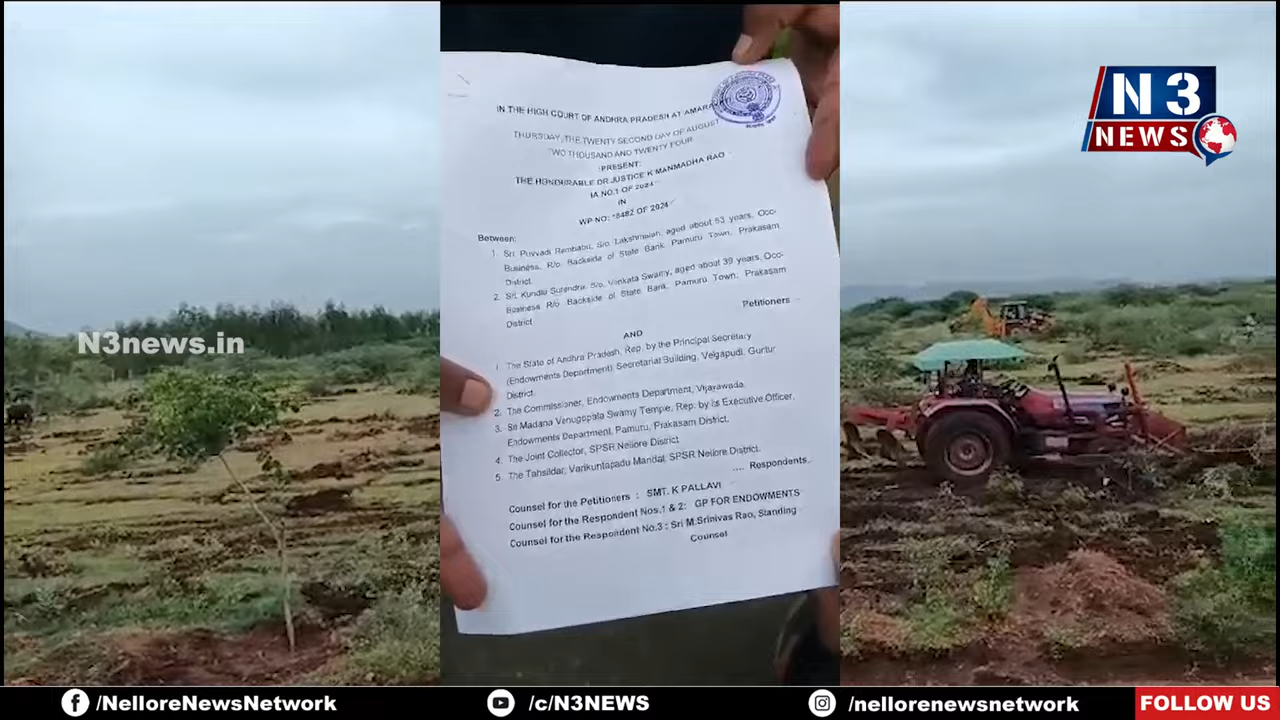 N3
NEWS
N3news.in
IN THE HIGH COURT OF ANDHRA PRADESH AT
THURSDAY, THE TWENTY SECOND DAY OF AUGUST
TWO THOUSAND AND TWENTY FOUR
:PRESENT:
THE HONOURABLE DR JUSTICE K MANMADHA RAO
IA NO.1 OF 2024
IN
WP NO: 18482 OF 2024
Between:
1. Sri. Puvvadi Rambabu, S/o. Lakshmaiah, aged about 53 years, Occ-
Business, R/o. Backside of State Bank, Pamuru Town, Prakasam
District.
2. Sri. Kundlu Surendra, S/o. Venkata Swamy, aged about 39 years, Occ-
Business R/o. Backside of State Bank, Pamuru Town, Prakasam
District
Petitioners
AND
1. The State of Andhra Pradesh, Rep. by the Principal Secretary
(Endowments Department) Secretariat Building, Velgapudi, Guntur
District.
2. The Commissioner, Endowments Department, Vijayawada.
3. Sri Madana Venugopala Swamy Temple, Rep. by its Executive Officer,
Endowments Department, Pamuru, Prakasam District.
4. The Joint Collector, SPSR Nellore District
5. The Tahsildar, Varikuntapadu Mandal, SPSR Nellore District.
.... Respondents.
Counsel for the Petitioners : SMT. K PALLAVI
Counsel for the Respondent Nos.1 & 2: GP FOR ENDOWMENTS
Counsel for the Respondent No.3 : Sri M.Srinivas Rao, Standing
Counsel
/NelloreNewsNetwork
/c/N3NEWS
/nellorenewsnetwork
FOLLOW US